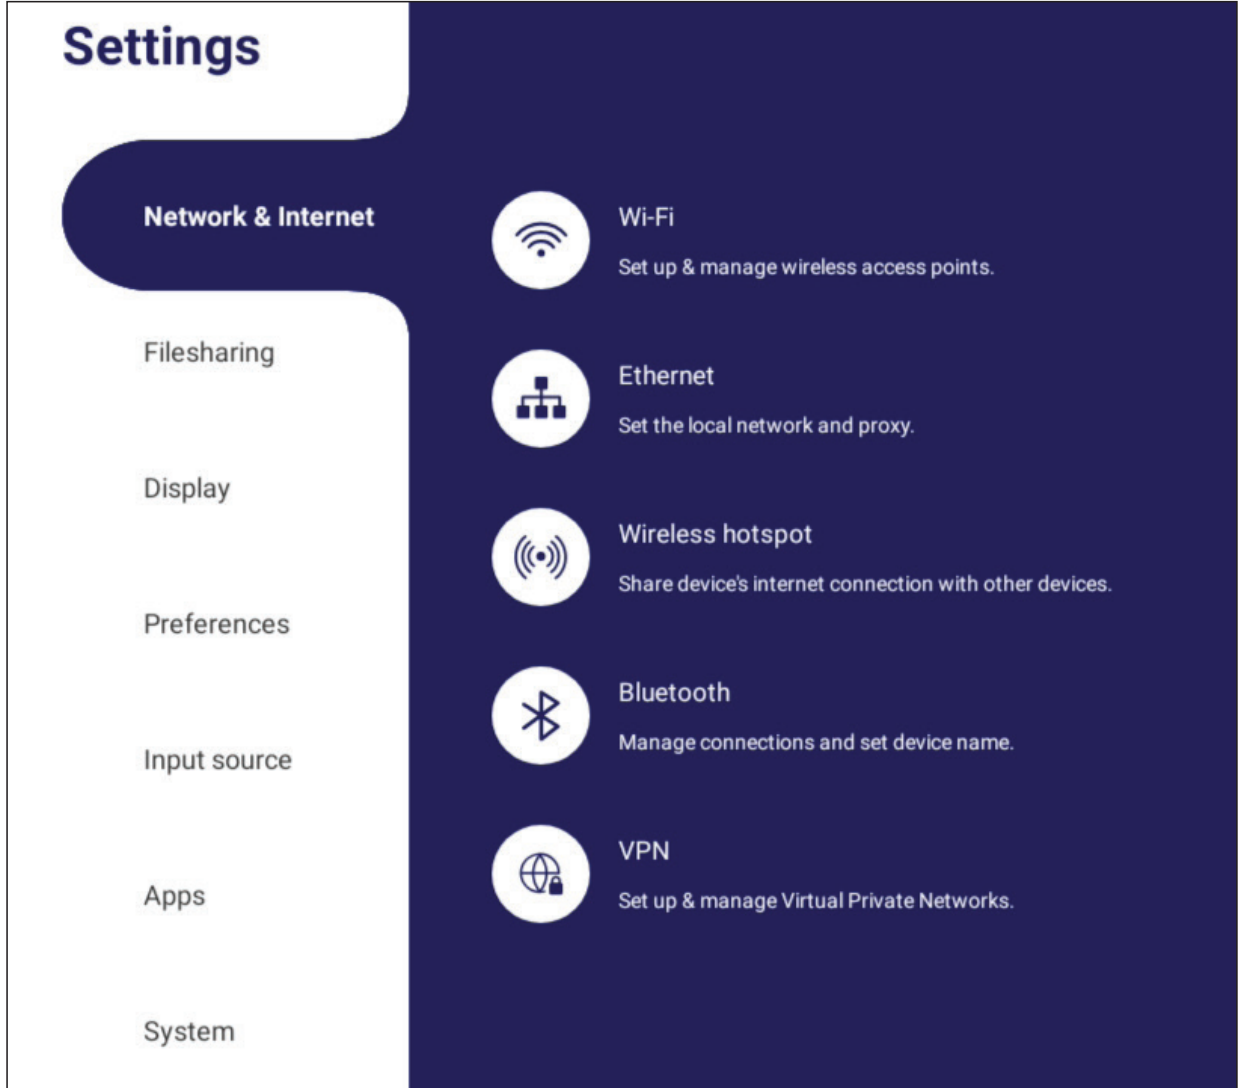 Settings
Network & Internet
Filesharing
Display
Preferences
Input source
Apps
System
Wi-Fi
Set up & manage wireless access points.
Ethernet
Set the local network and proxy.
Wireless hotspot
Share device's internet connection with other devices.
Bluetooth
Manage connections and set device name.
VPN
Set up & manage Virtual Private Networks.